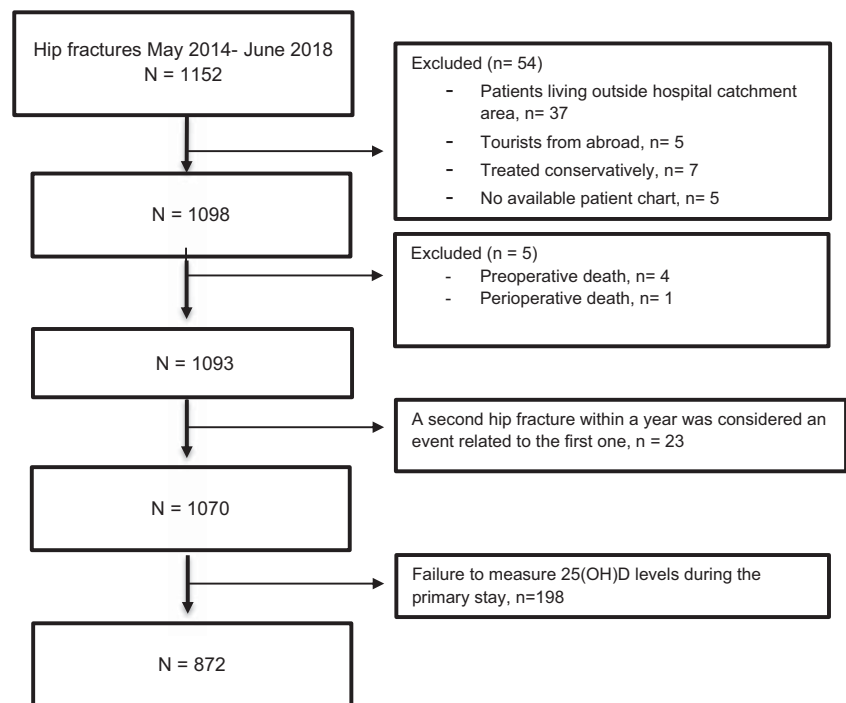 Hip fractures May 2014- June 2018
N = 1152
Excluded (n= 54)
- Patients living outside hospital catchment
area, n= 37
- Tourists from abroad, n= 5
- Treated conservatively, n= 7
- No available patient chart, n= 5
N = 1098
Excluded (n = 5)
- Preoperative death, n= 4
- Perioperative death, n= 1
N = 1093
A second hip fracture within a year was considered an
event related to the first one, n = 23
N = 1070
Failure to measure 25(OH)D levels during the
primary stay, n=198
N = 872